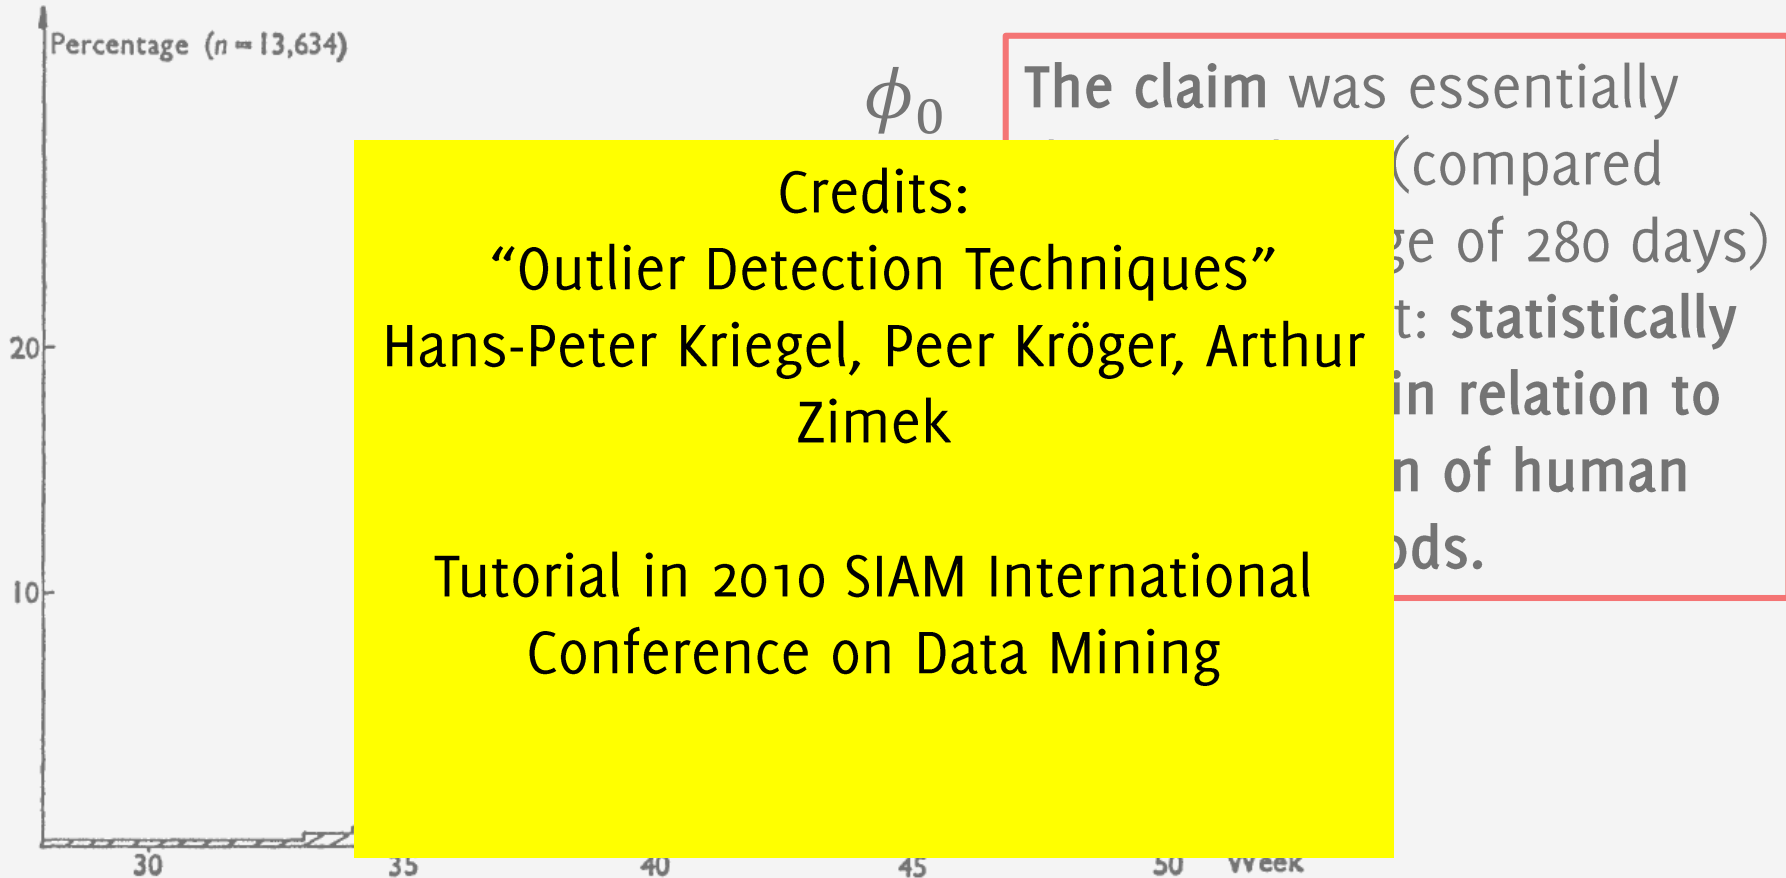 Percentage (n = 13,634)
ϕ0
The claim was essentially
(compared
of 280 days)
statistically
in relation to
of human
Credits:
“Outlier Detection Techniques”
Hans-Peter Kriegel, Peer Kröger, Arthur
Zimek
Tutorial in 2010 SIAM International
Conference on Data Mining
20
10
30 35 40 45 50 Week